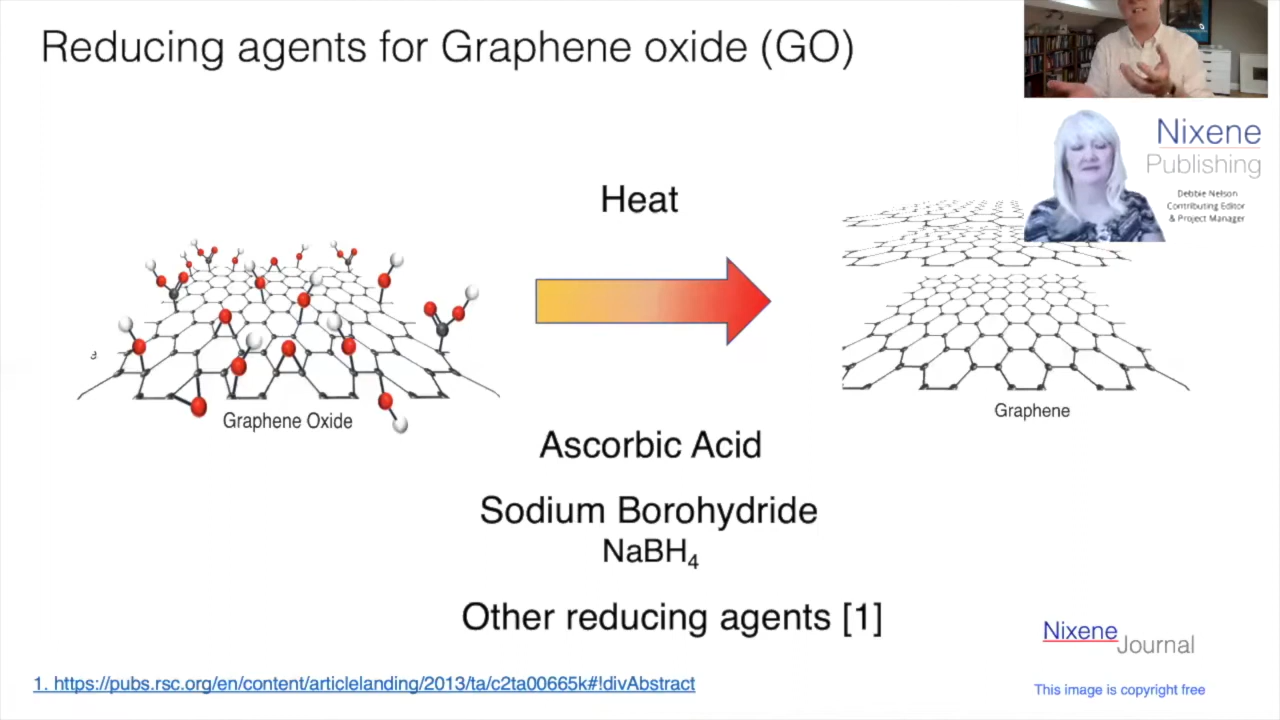 Reducing agents for Graphene oxide (GO)
Nixene
Publishing
Debbie Nelson
Contributing Editor
& Project Manager
Heat
Graphene Oxide
Graphene
Ascorbic Acid
Sodium Borohydride
NaBH₄
Other reducing agents [1]
Nixene
Journal
1. https://pubs.rsc.org/en/content/articlelanding/2013/ta/c2ta00665k#!divAbstract
This image is copyright free